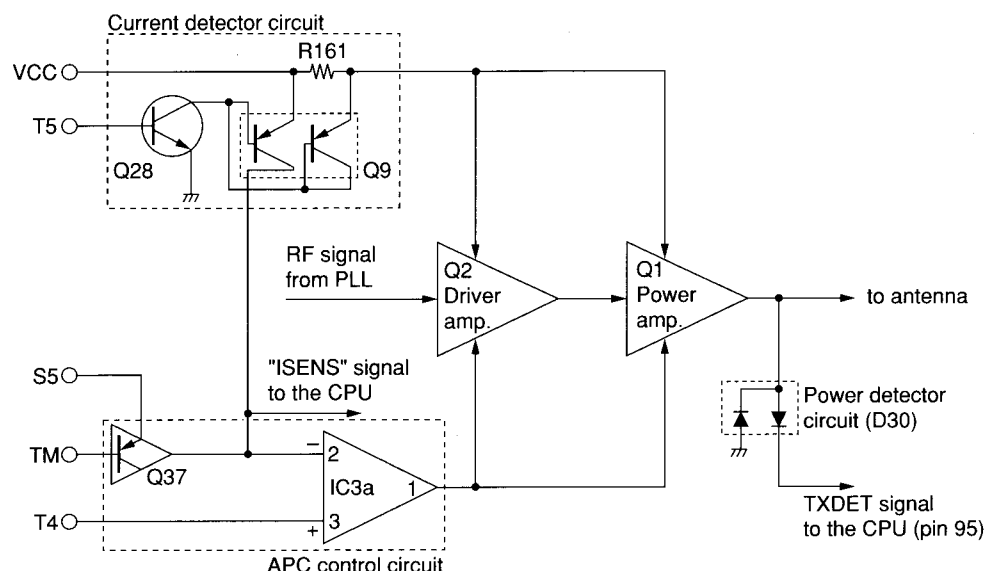 Current detector circuit
R161
VCC
T5
Q28
Q9
RF signal
from PLL
Q2
Driver
amp.
Q1
Power
amp.
to antenna
S5
"ISENS" signal
to the CPU
Power detector
circuit (D30)
TM
Q37
−
2
IC3a
1
T4
3
+
TXDET signal
to the CPU (pin 95)
APC control circuit